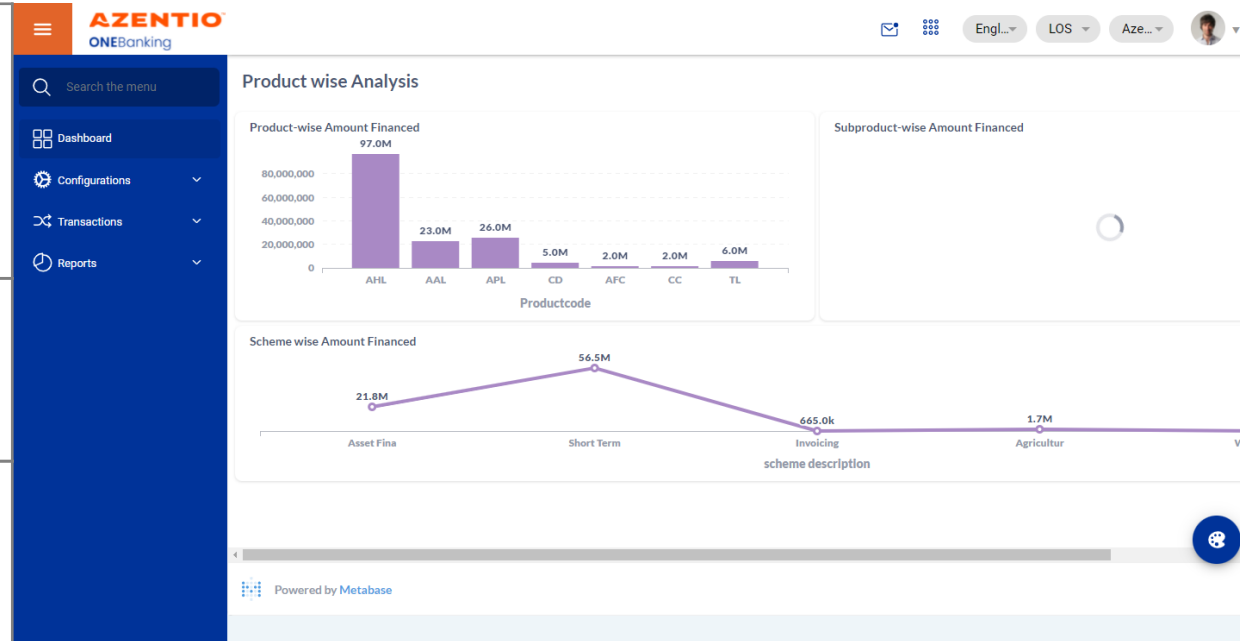 AZENTIO
ONEBanking
Engl...
LOS
Aze...
Search the menu
Dashboard
Configurations
Transactions
Reports
Product wise Analysis
Product-wise Amount Financed
97.0M
80,000,000
60,000,000
40,000,000
20,000,000
0
23.0M
26.0M
5.0M
2.0M
2.0M
6.0M
AHL AAL APL CD AFC CC TL
Productcode
Subproduct-wise Amount Financed
Scheme wise Amount Financed
56.5M
21.8M
665.0k
1.7M
Asset Fina Short Term Invoicing Agricultur
scheme description
Powered by Metabase